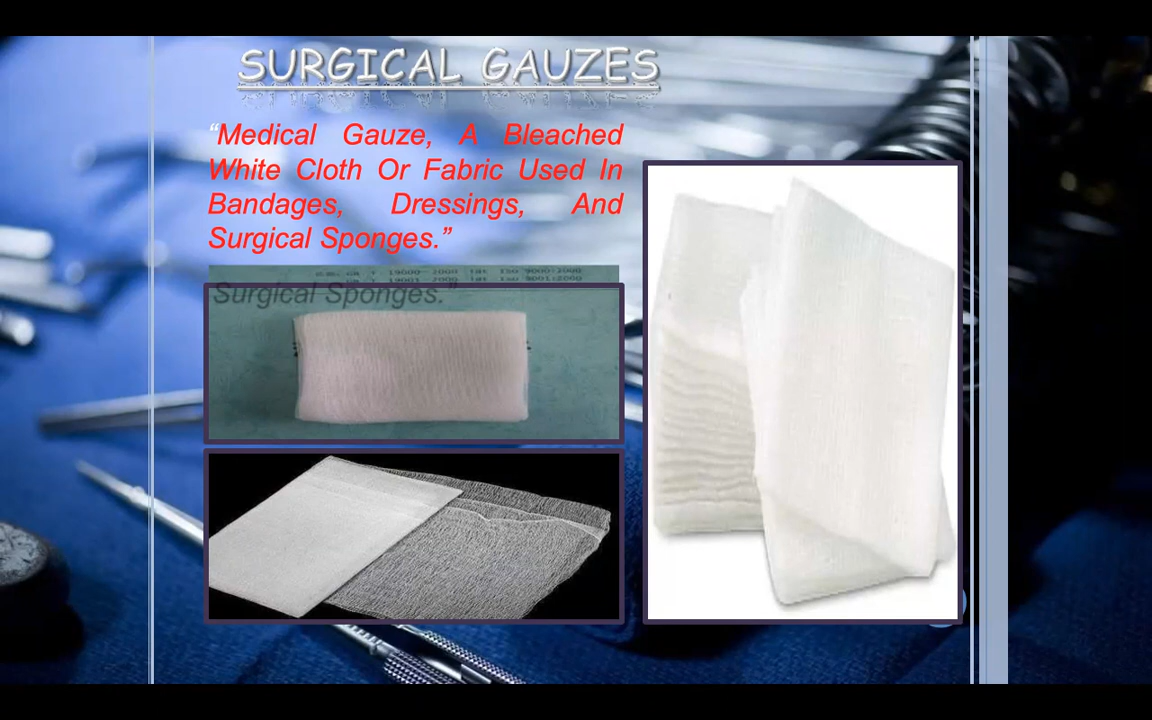 SURGICAL GAUZES
“Medical Gauze, A Bleached
White Cloth Or Fabric Used In
Bandages, Dressings, And
Surgical Sponges.”
Surgical Sponges.”